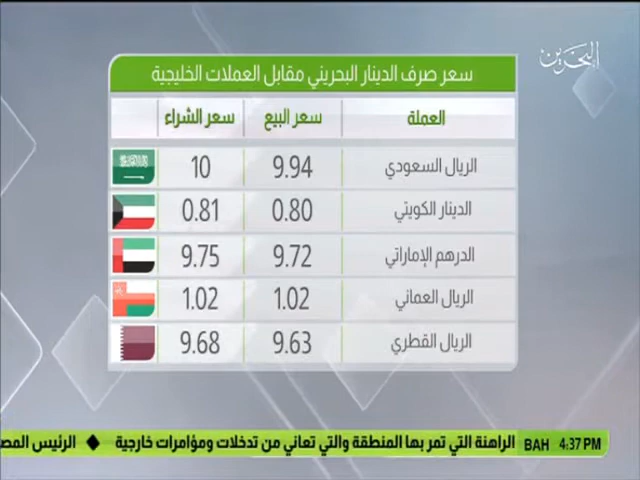 البحرين
سعر صرف الدينار البحريني مقابل العملات الخليجية
العملة سعر البيع سعر الشراء
الريال السعودي 9.94 10
الدينار الكويتي 0.80 0.81
الدرهم الإماراتي 9.72 9.75
الريال العماني 1.02 1.02
الريال القطري 9.63 9.68
BAH 4:37 PM
الراهنة التي تمر بها المنطقة والتي تعاني من تدخلات ومؤامرات خارجية ◆ الرئيس المص